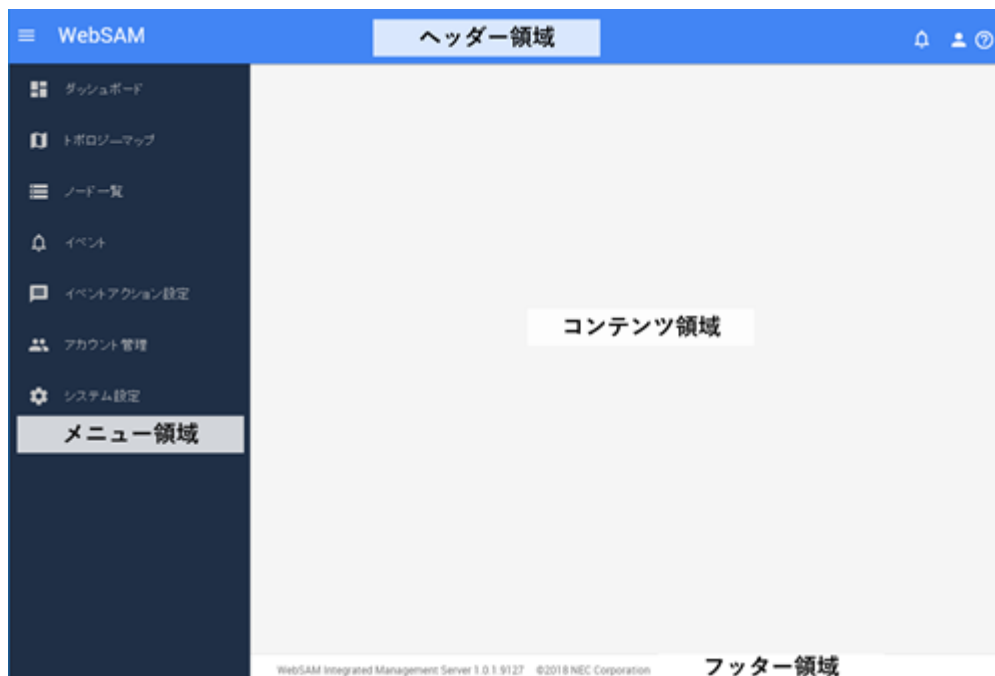 WebSAM
ヘッダー領域
ダッシュボード
トポロジーマップ
ノード一覧
イベント
イベントアクション設定
アカウント管理
システム設定
メニュー領域
コンテンツ領域
WebSAM Integrated Management Server 1.0.1.9127 ©2018 NEC Corporation
フッター領域